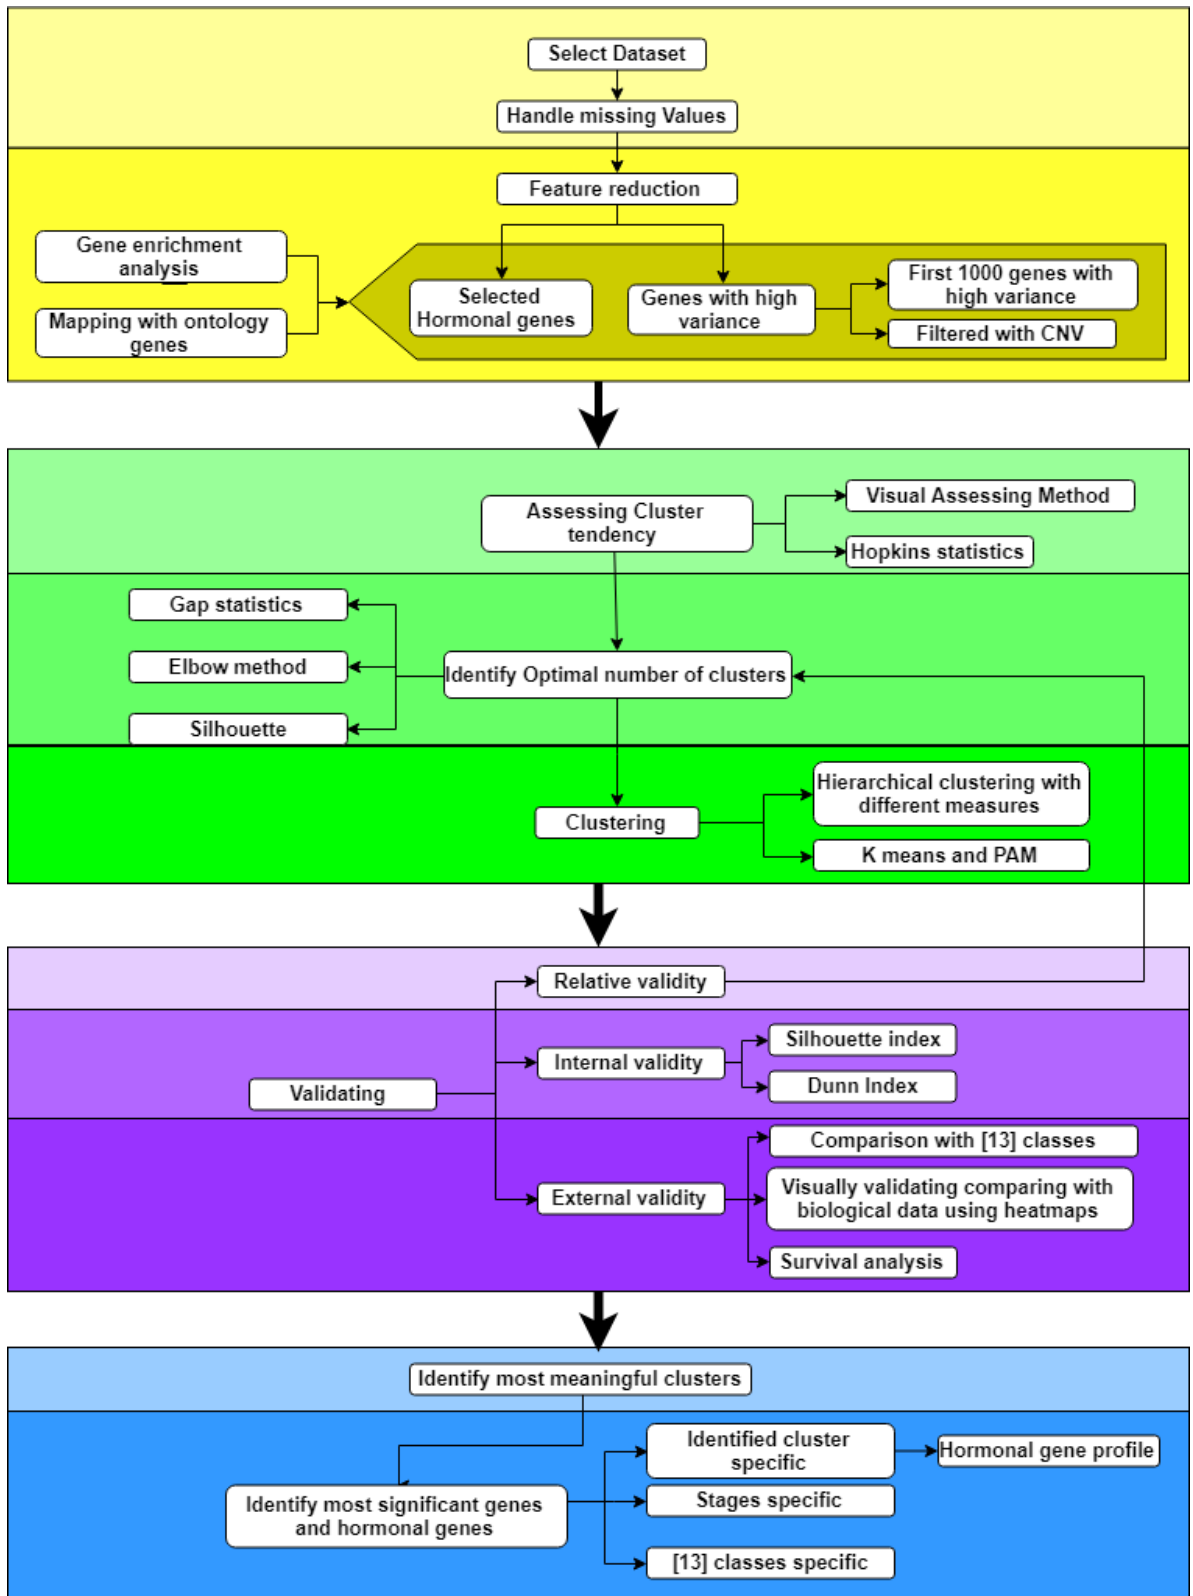 Select Dataset
Handle missing Values
Feature reduction
Gene enrichment
analysis
Mapping with ontology
genes
Selected
Hormonal genes
Genes with high
variance
First 1000 genes with
high variance
Filtered with CNV
Assessing Cluster
tendency
Visual Assessing Method
Hopkins statistics
Gap statistics
Elbow method
Silhouette
Identify Optimal number of clusters
Clustering
Hierarchical clustering with
different measures
K means and PAM
Validating
Relative validity
Internal validity
Silhouette index
Dunn Index
External validity
Comparison with [13] classes
Visually validating comparing with
biological data using heatmaps
Survival analysis
Identify most meaningful clusters
Identify most significant genes
and hormonal genes
Identified cluster
specific
Hormonal gene profile
Stages specific
[13] classes specific